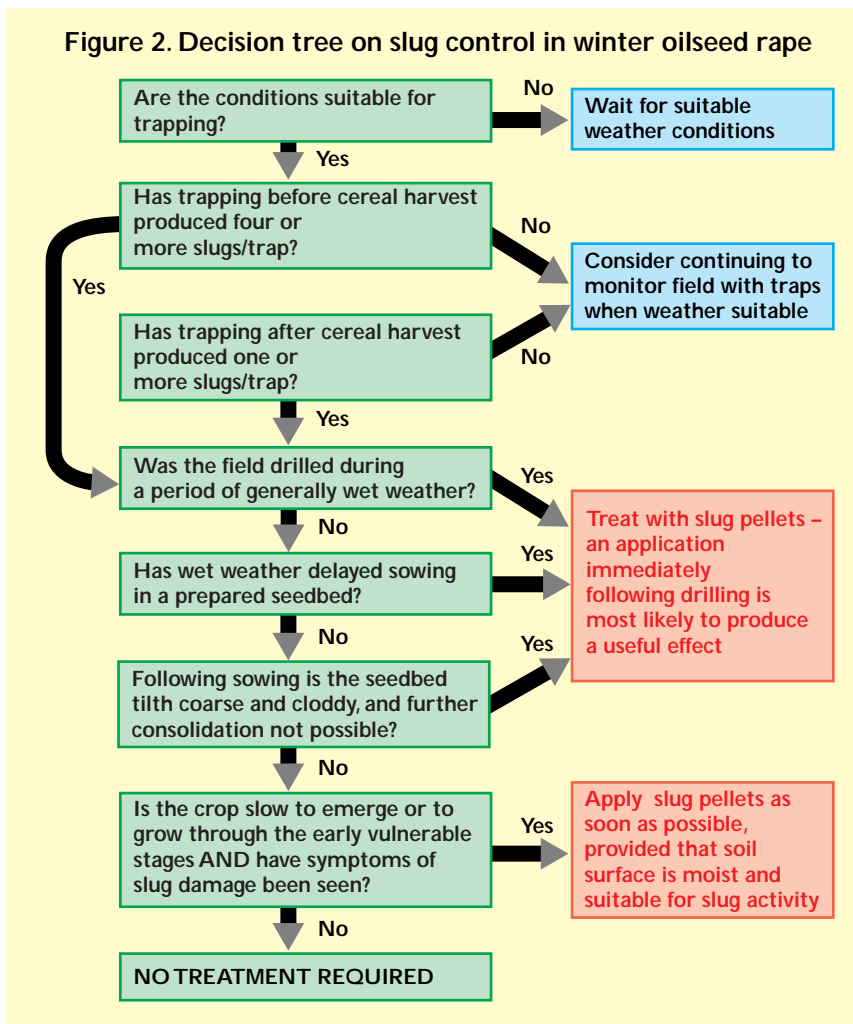 Figure 2. Decision tree on slug control in winter oilseed rape
Are the conditions suitable for
trapping?
No
Wait for suitable
weather conditions
Yes
Has trapping before cereal harvest
produced four or
more slugs/trap?
No
Yes
Consider continuing to
monitor field with traps
when weather suitable
Has trapping after cereal harvest
produced one or
more slugs/trap?
No
Yes
Was the field drilled during
a period of generally wet weather?
Yes
No
Treat with slug pellets –
an application
immediately
following drilling is
most likely to produce
a useful effect
Has wet weather delayed sowing
in a prepared seedbed?
Yes
No
Following sowing is the seedbed
tilth coarse and cloddy, and further
consolidation not possible?
Yes
No
Is the crop slow to emerge or to
grow through the early vulnerable
stages AND have symptoms of
slug damage been seen?
Yes
Apply slug pellets as
soon as possible,
provided that soil
surface is moist and
suitable for slug activity
No
NO TREATMENT REQUIRED